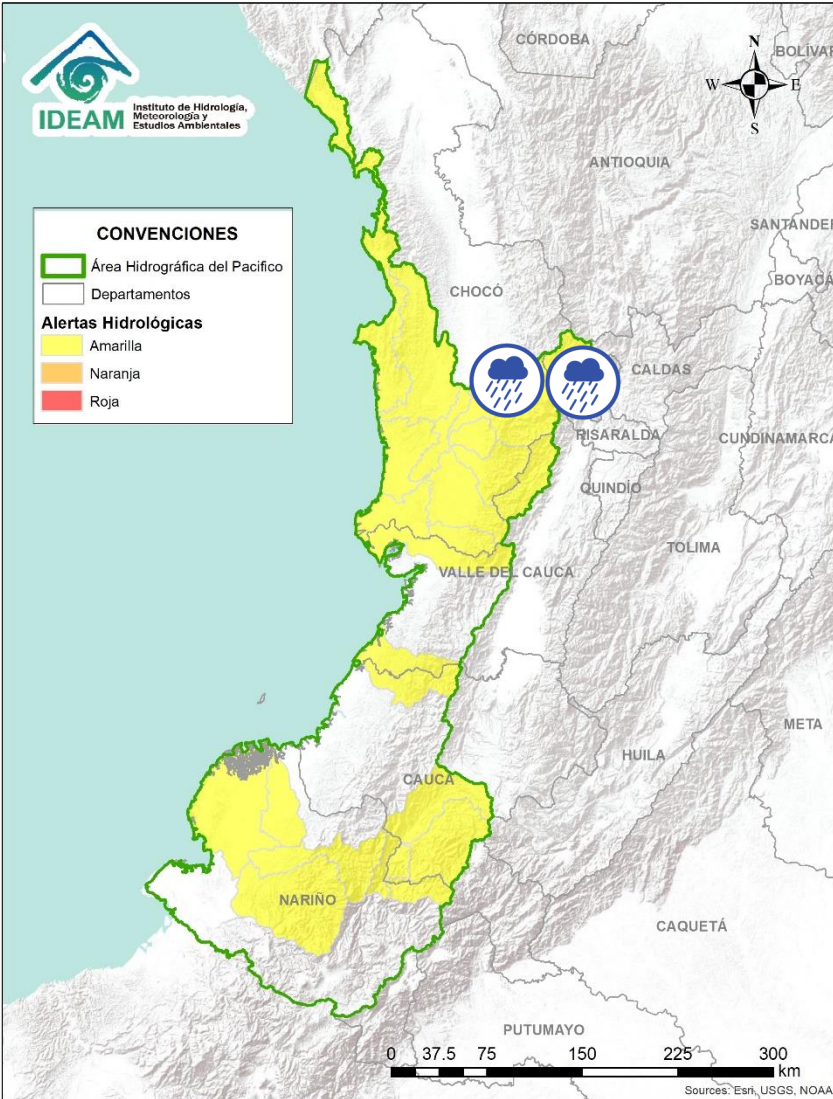 IDEAM
Instituto de Hidrología,
Meteorología y
Estudios Ambientales
N
W
E
S
CÓRDOBA
BOLÍVAR
ANTIOQUIA
SANTANDER
BOYACÁ
CONVENCIONES
Área Hidrográfica del Pacifico
Departamentos
Alertas Hidrológicas
Amarilla
Naranja
Roja
CHOCÓ
CALDAS
RISARALDA
CUNDINAMARCA
QUINDÍO
TOLIMA
VALLE DEL CAUCA
META
HUILA
CAUCA
NARIÑO
CAQUETÁ
PUTUMAYO
0 37.5 75 150 225 300
km
Sources: Esri, USGS, NOAA